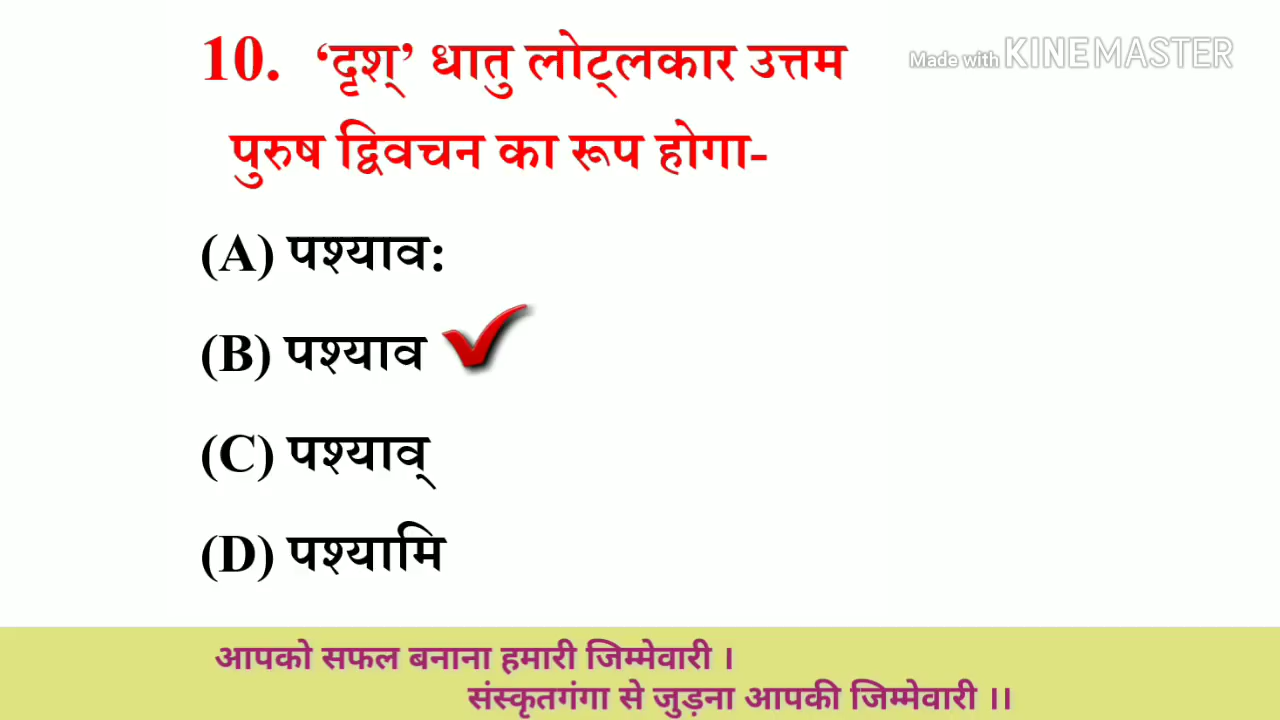 10. ‘दृश्’ धातु लोट्लकार उत्तम
Made with KINEMASTER
पुरुष द्विवचन का रूप होगा-
(A) पश्यावः
(B) पश्याव
(C) पश्याव्
(D) पश्यामि
आपको सफल बनाना हमारी जिम्मेवारी ।
संस्कृतगंगा से जुड़ना आपकी जिम्मेवारी ।।